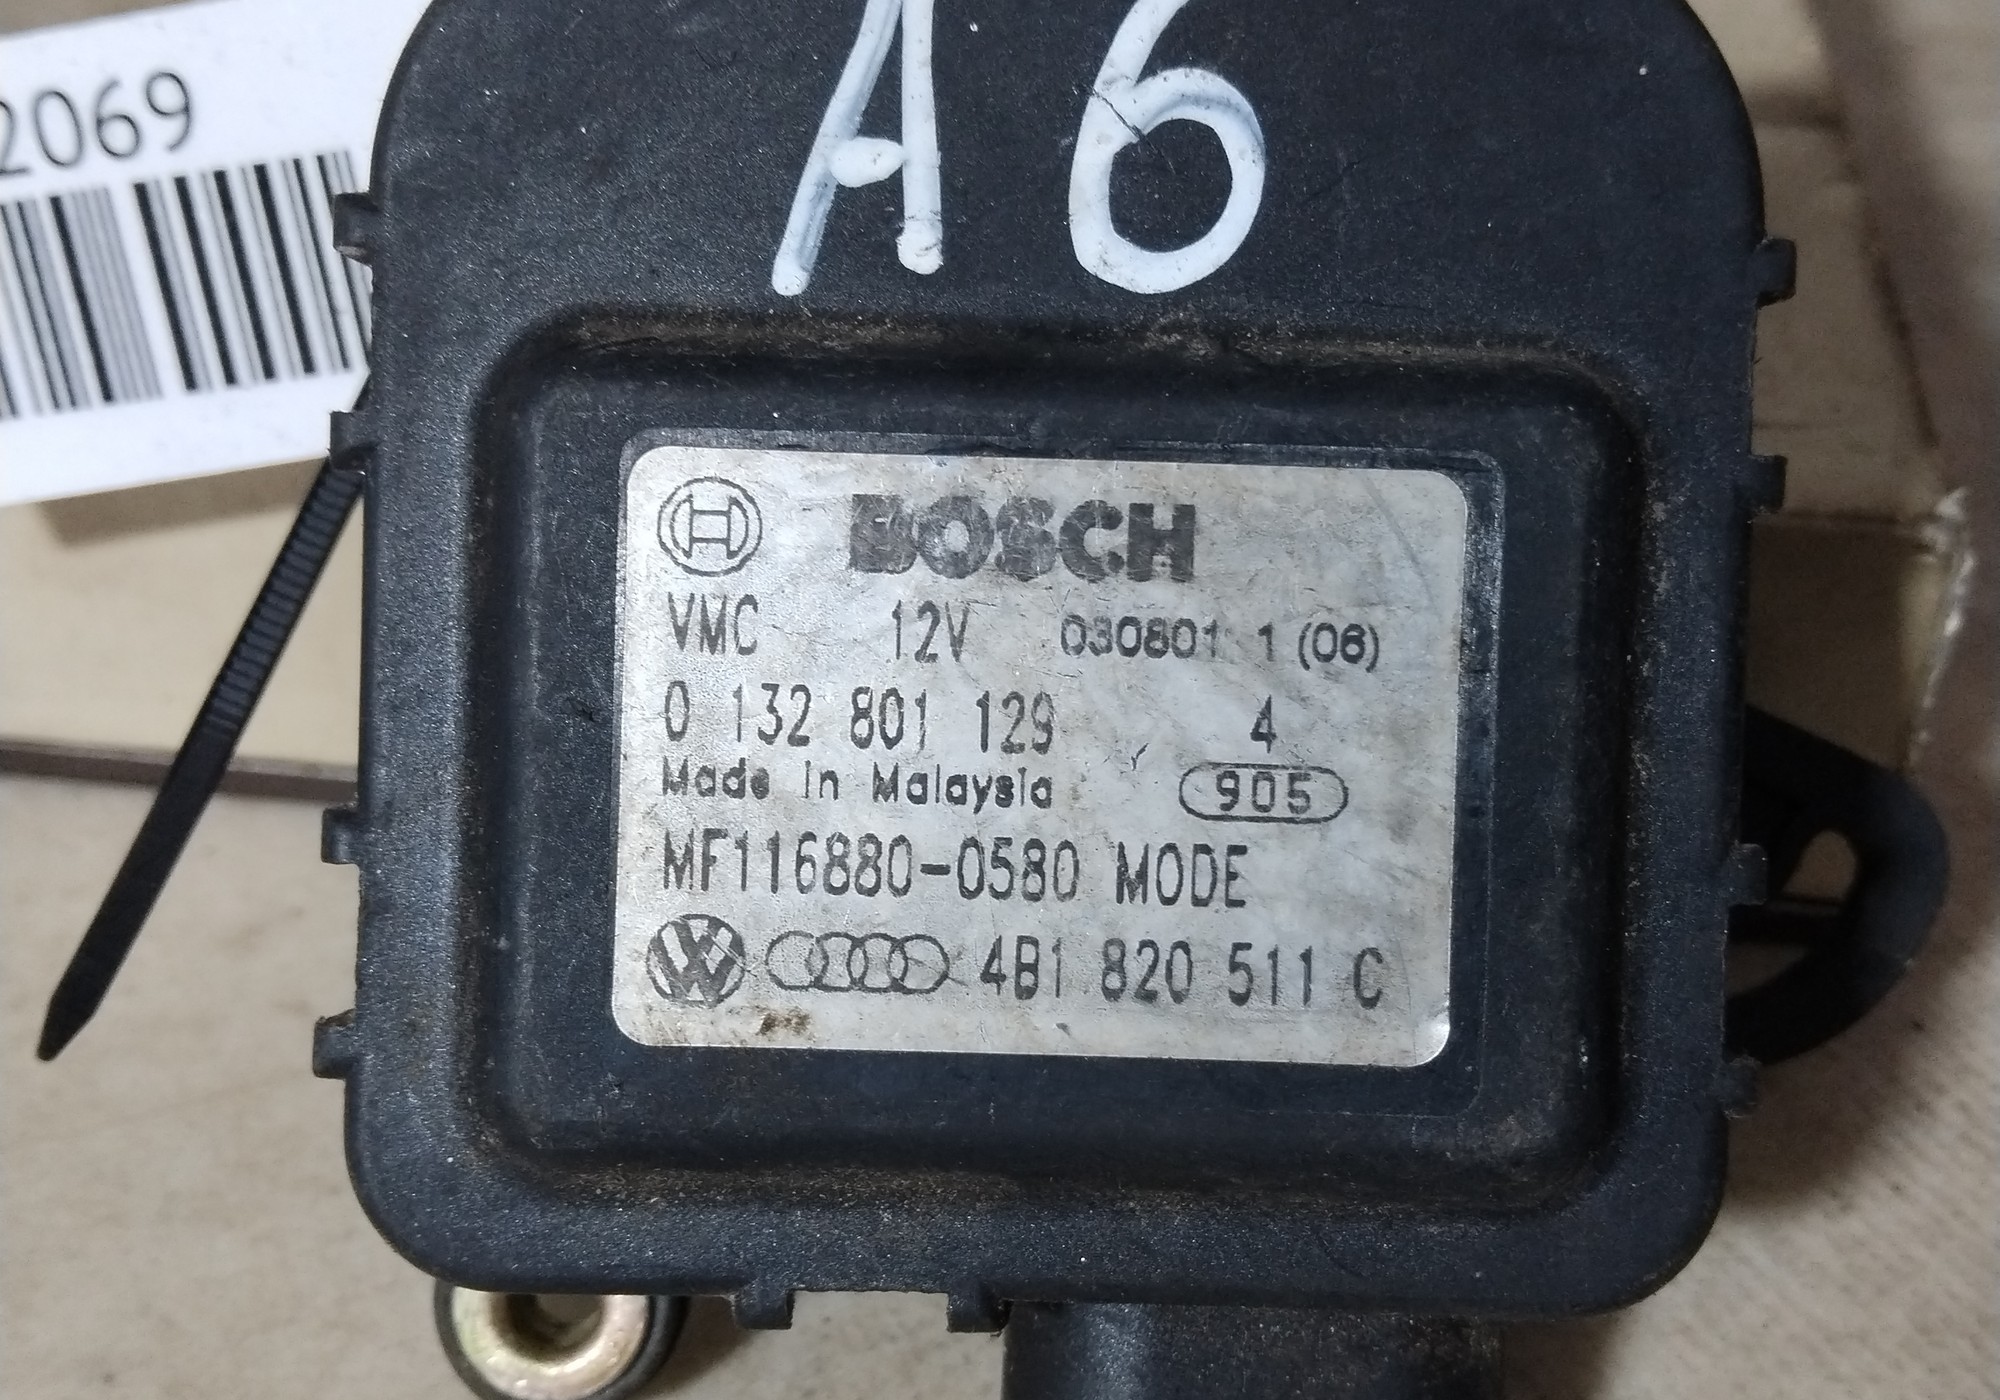 A6
2069
BOSCH
VMC 12V 030801 1 (06)
0 132 801 129 4
Made in Malaysia 905
MF116880-0580 MODE
4B1 820 511 C